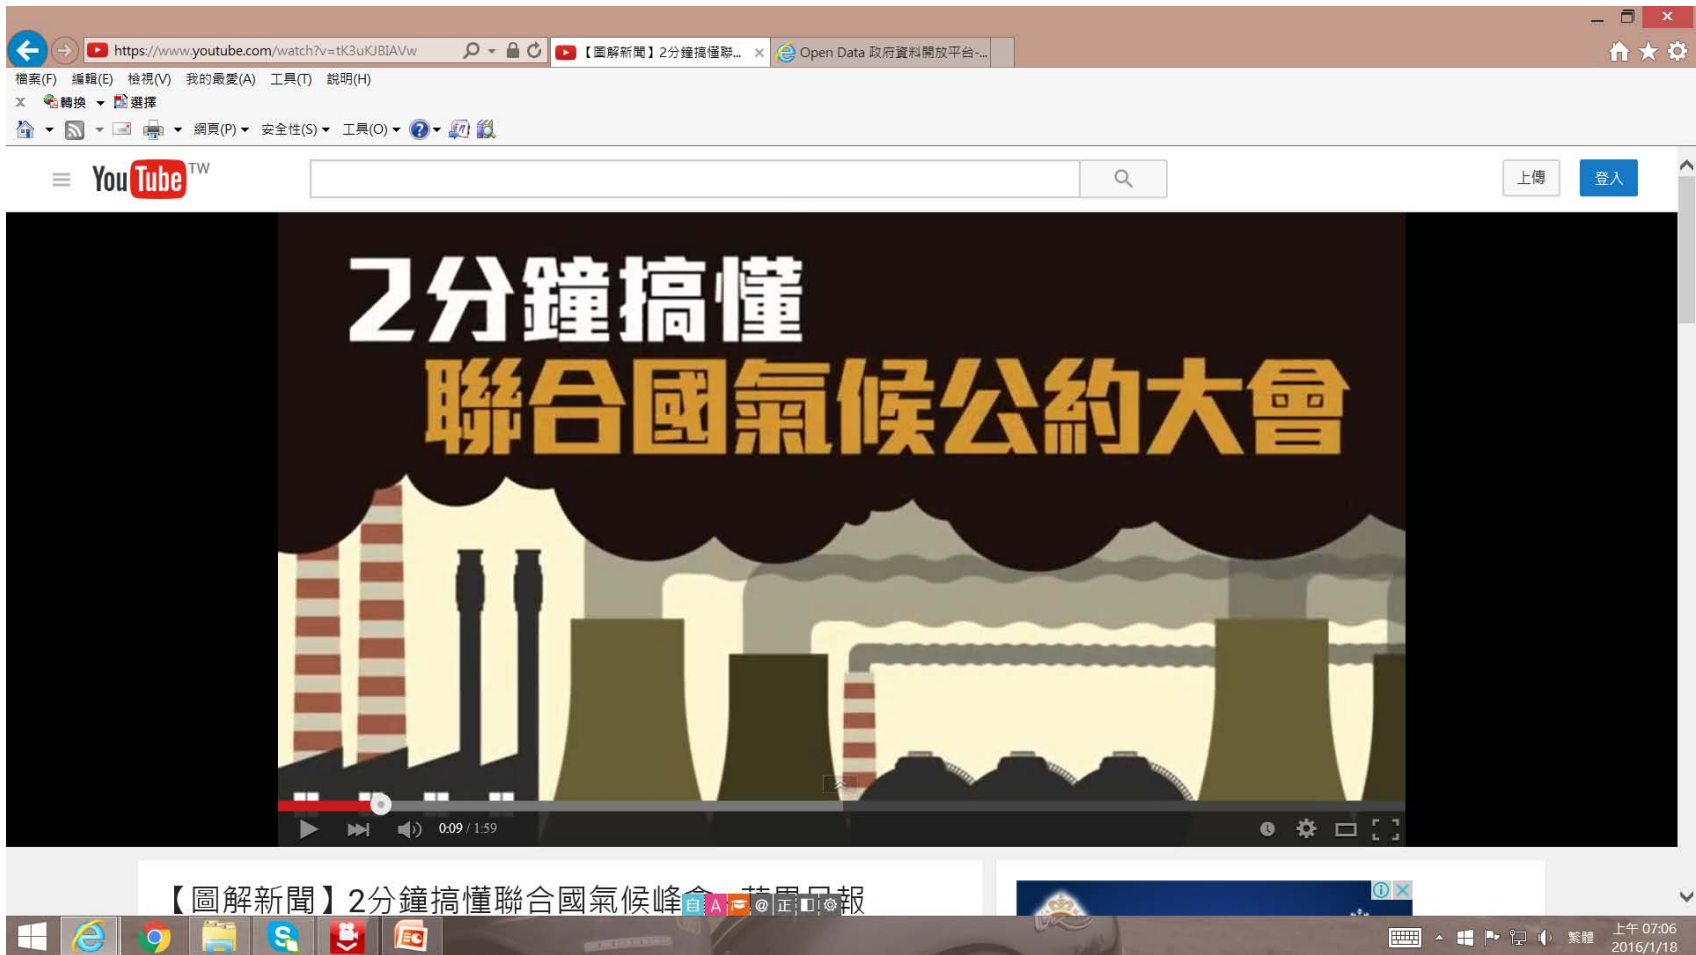 https://www.youtube.com/watch?v=tK3uKJBIAVw
【圖解新聞】2分鐘搞懂聯...
Open Data 政府資料開放平台-...
檔案(F) 編輯(E) 檢視(V) 我的最愛(A) 工具(T) 說明(H)
x 轉換 選擇
網頁(P) 安全性(S) 工具(O)
YouTube TW
上傳 登入
2分鐘搞懂
聯合國氣候公約大會
0:09 / 1:59
【圖解新聞】2分鐘搞懂聯合國氣候峰
報
自 A @ 正
繁體
上午 07:06
2016/1/18